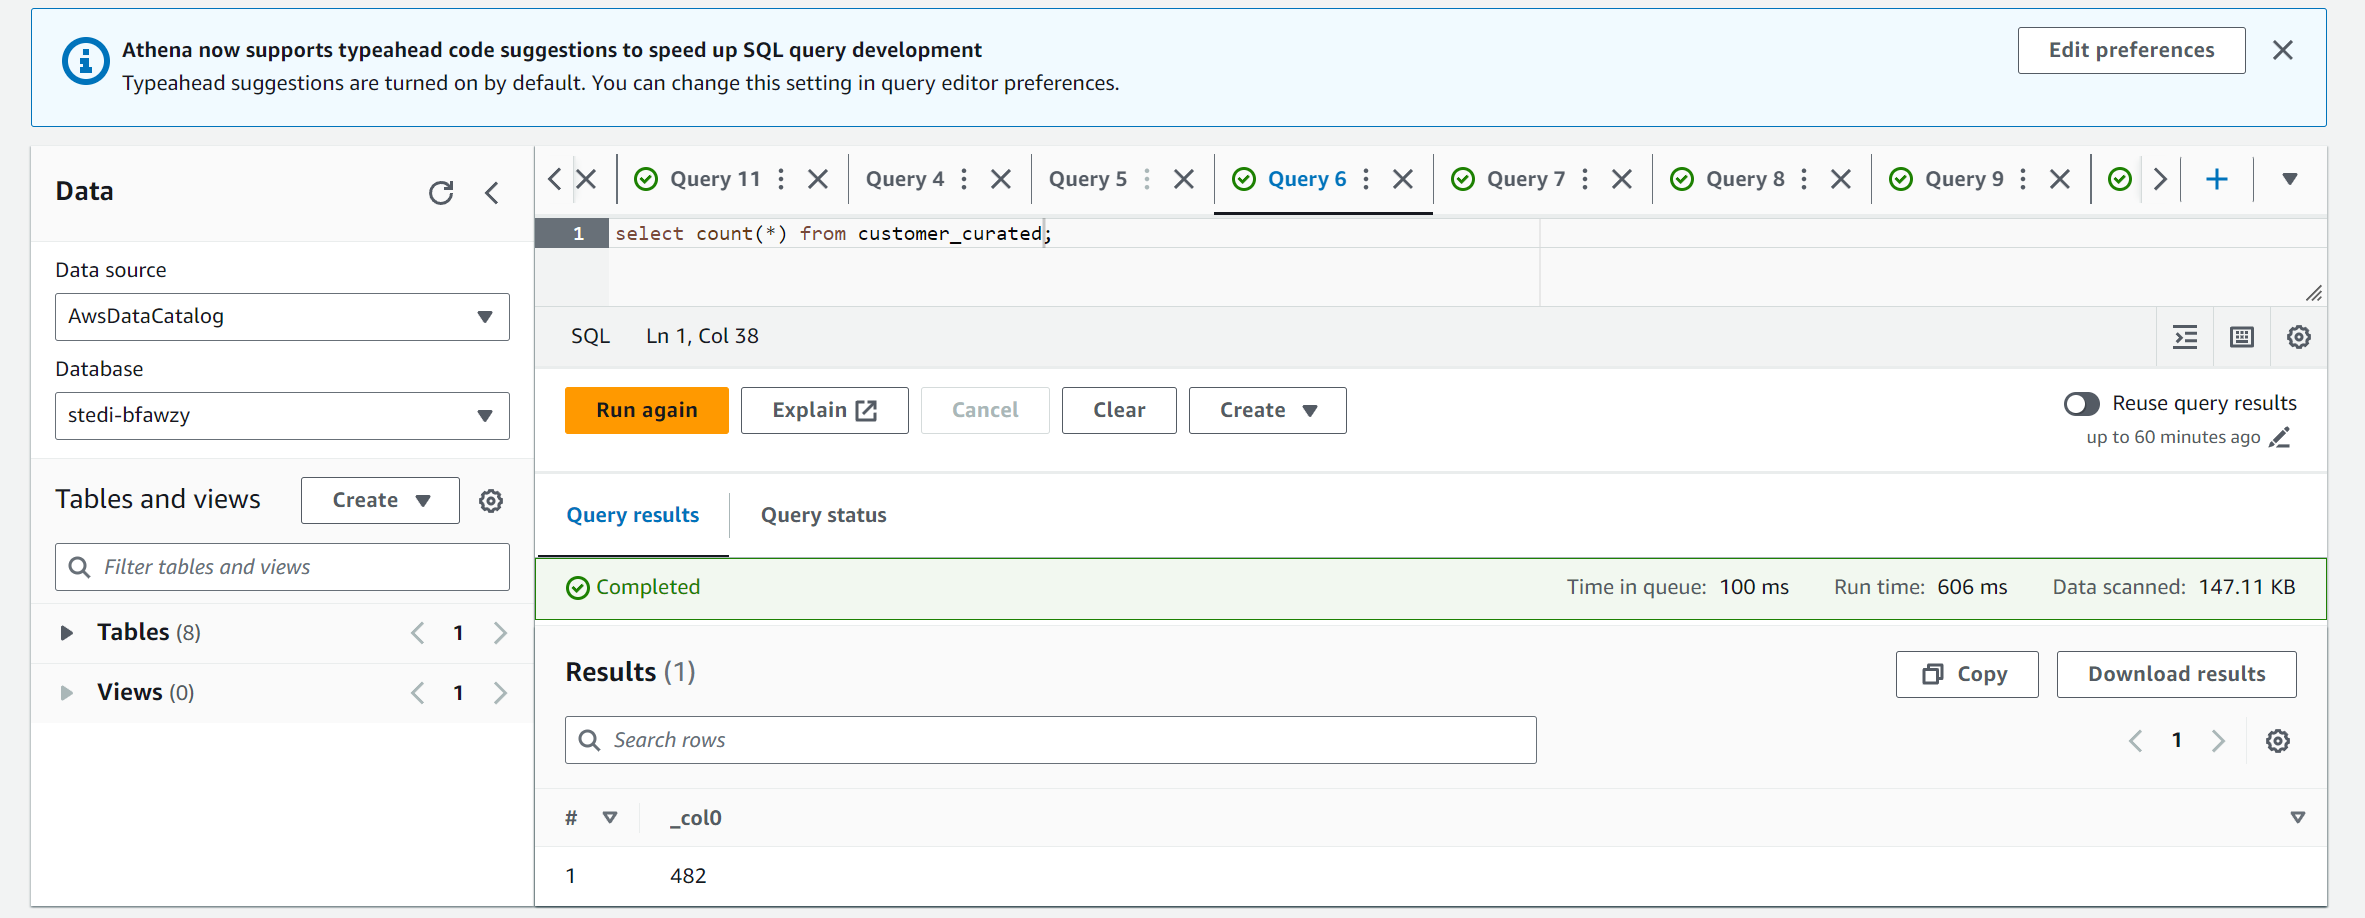 Athena now supports typeahead code suggestions to speed up SQL query development
Typeahead suggestions are turned on by default. You can change this setting in query editor preferences.
Edit preferences
Data
Data source
AwsDataCatalog
Database
stedi-bfawzy
Tables and views
Create
Filter tables and views
Tables (8)
1
Views (0)
1
Query 11
Query 4
Query 5
Query 6
Query 7
Query 8
Query 9
1 select count(*) from customer_curated;
SQL Ln 1, Col 38
Run again
Explain
Cancel
Clear
Create
Reuse query results
up to 60 minutes ago
Query results
Query status
Completed
Time in queue: 100 ms Run time: 606 ms Data scanned: 147.11 KB
Results (1)
Copy
Download results
Search rows
1
# _col0
1 482